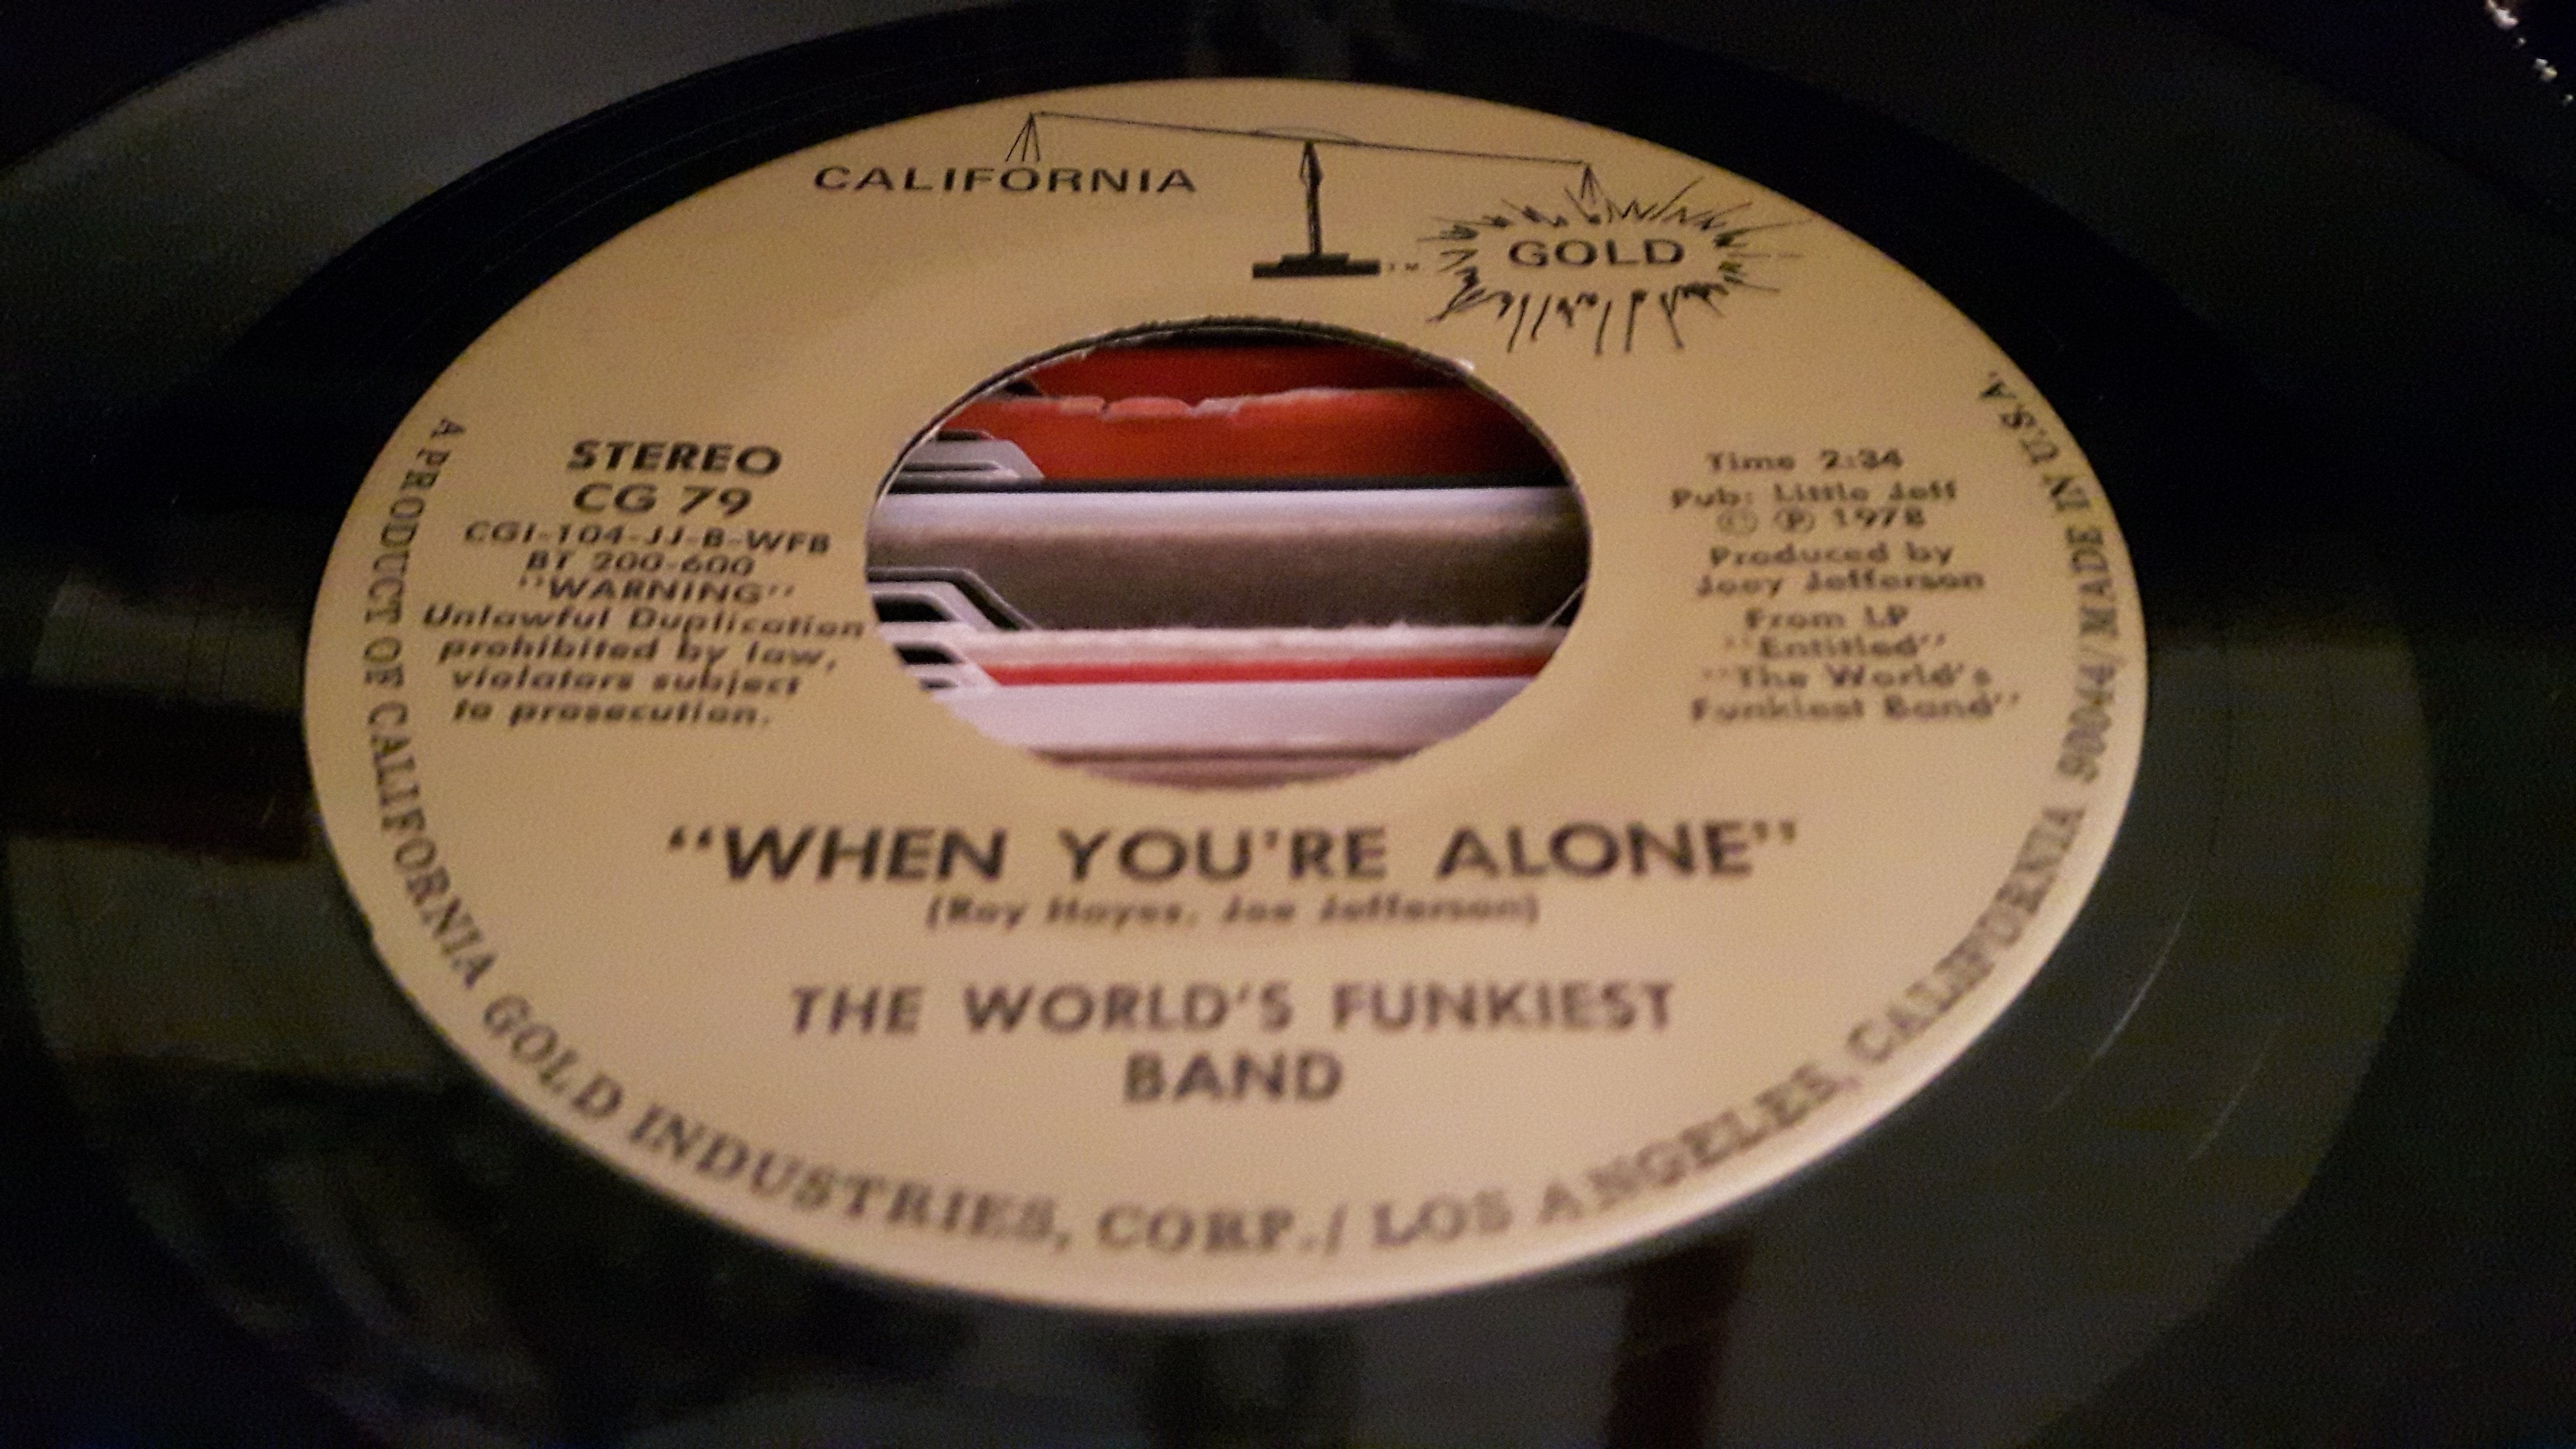 CALIFORNIA
GOLD
TM
STEREO
CG 79
CGI-104-JJ-B-WFB
BT 200-600
"WARNING"
Unlawful Duplication
prohibited by law,
violators subject
to prosecution.
Time 2:34
Pub: Little Jeff
© ℗ 1978
Produced by
Joey Jefferson
From LP
"Entitled"
"The World's
Funkiest Band"
"WHEN YOU'RE ALONE"
(Roy Hayes, Joe Jefferson)
THE WORLD'S FUNKIEST
BAND
A PRODUCT OF CALIFORNIA GOLD INDUSTRIES, CORP./ LOS ANGELES, CALIFORNIA 90044/MADE IN U.S.A.